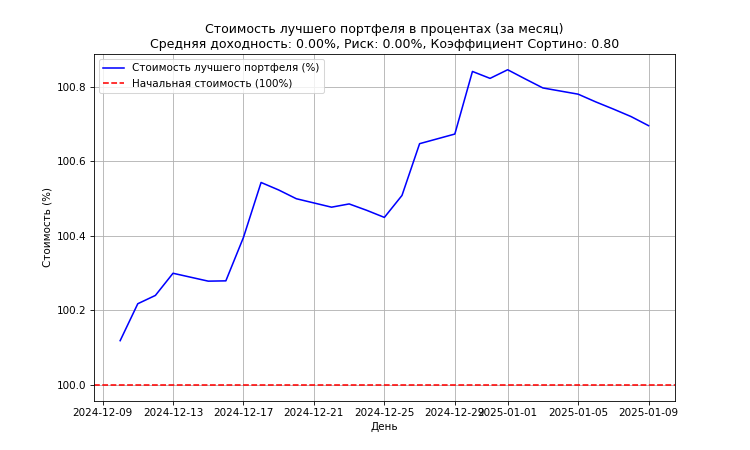 Стоимость лучшего портфеля в процентах (за месяц)
Средняя доходность: 0.00%, Риск: 0.00%, Коэффициент Сортино: 0.80
Стоимость лучшего портфеля (%)
Начальная стоимость (100%)
Стоимость (%)
100.8
100.6
100.4
100.2
100.0
2024-12-09
2024-12-13
2024-12-17
2024-12-21
2024-12-25
2024-12-29
2025-01-01
2025-01-05
2025-01-09
День